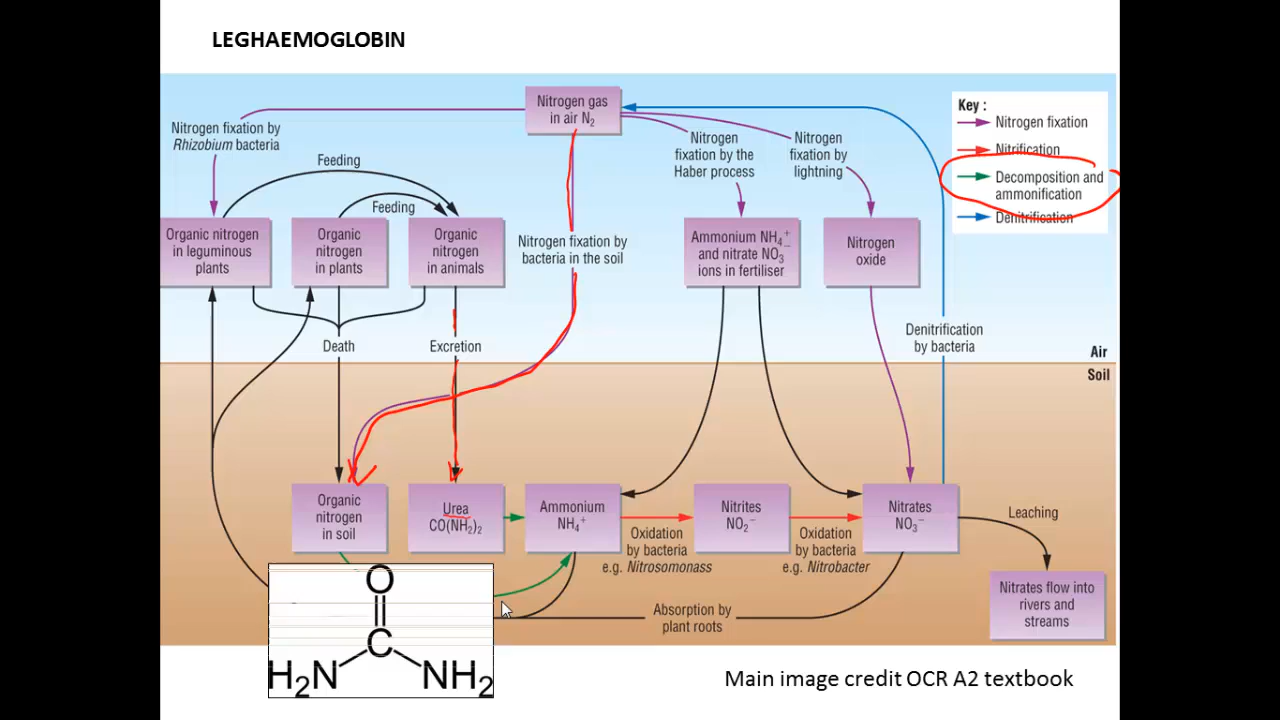 LEGHAEMOGLOBIN
Nitrogen gas
in air N₂
Key :
Nitrogen fixation
Nitrification
Decomposition and
ammonification
Denitrification
Nitrogen fixation by
Rhizobium bacteria
Feeding
Feeding
Nitrogen
fixation by the
Haber process
Nitrogen
fixation by
lightning
Organic nitrogen
in leguminous
plants
Organic
nitrogen
in plants
Organic
nitrogen
in animals
Nitrogen fixation by
bacteria in the soil
Ammonium NH₄⁺
and nitrate NO₃⁻
ions in fertiliser
Nitrogen
oxide
Death
Excretion
Denitrification
by bacteria
Air
Soil
Organic
nitrogen
in soil
Urea
CO(NH₂)₂
Ammonium
NH₄⁺
Nitrites
NO₂⁻
Nitrates
NO₃⁻
Leaching
Oxidation
by bacteria
e.g. Nitrosomonass
Oxidation
by bacteria
e.g. Nitrobacter
Nitrates flow into
rivers and
streams
Absorption by
plant roots
O
C
H₂N NH₂
Main image credit OCR A2 textbook